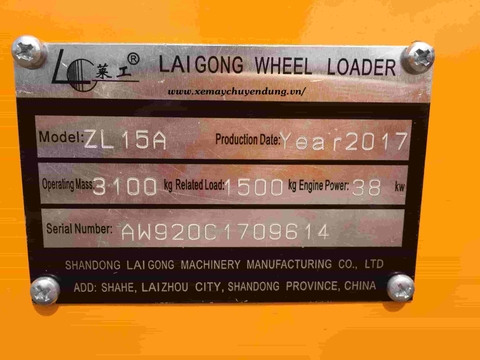 LG 莱工® LAIGONG WHEEL LOADER
www.xemaychuyendung.vn/
Model: ZL15A Production Date: Year2017
Operating Mass: 3100 kg Related Load: 1500 kg Engine Power: 38 kw
Serial Number: AW920C1709614
SHANDONG LAIGONG MACHINERY MANUFACTURING CO., LTD
ADD: SHAHE, LAIZHOU CITY, SHANDONG PROVINCE, CHINA